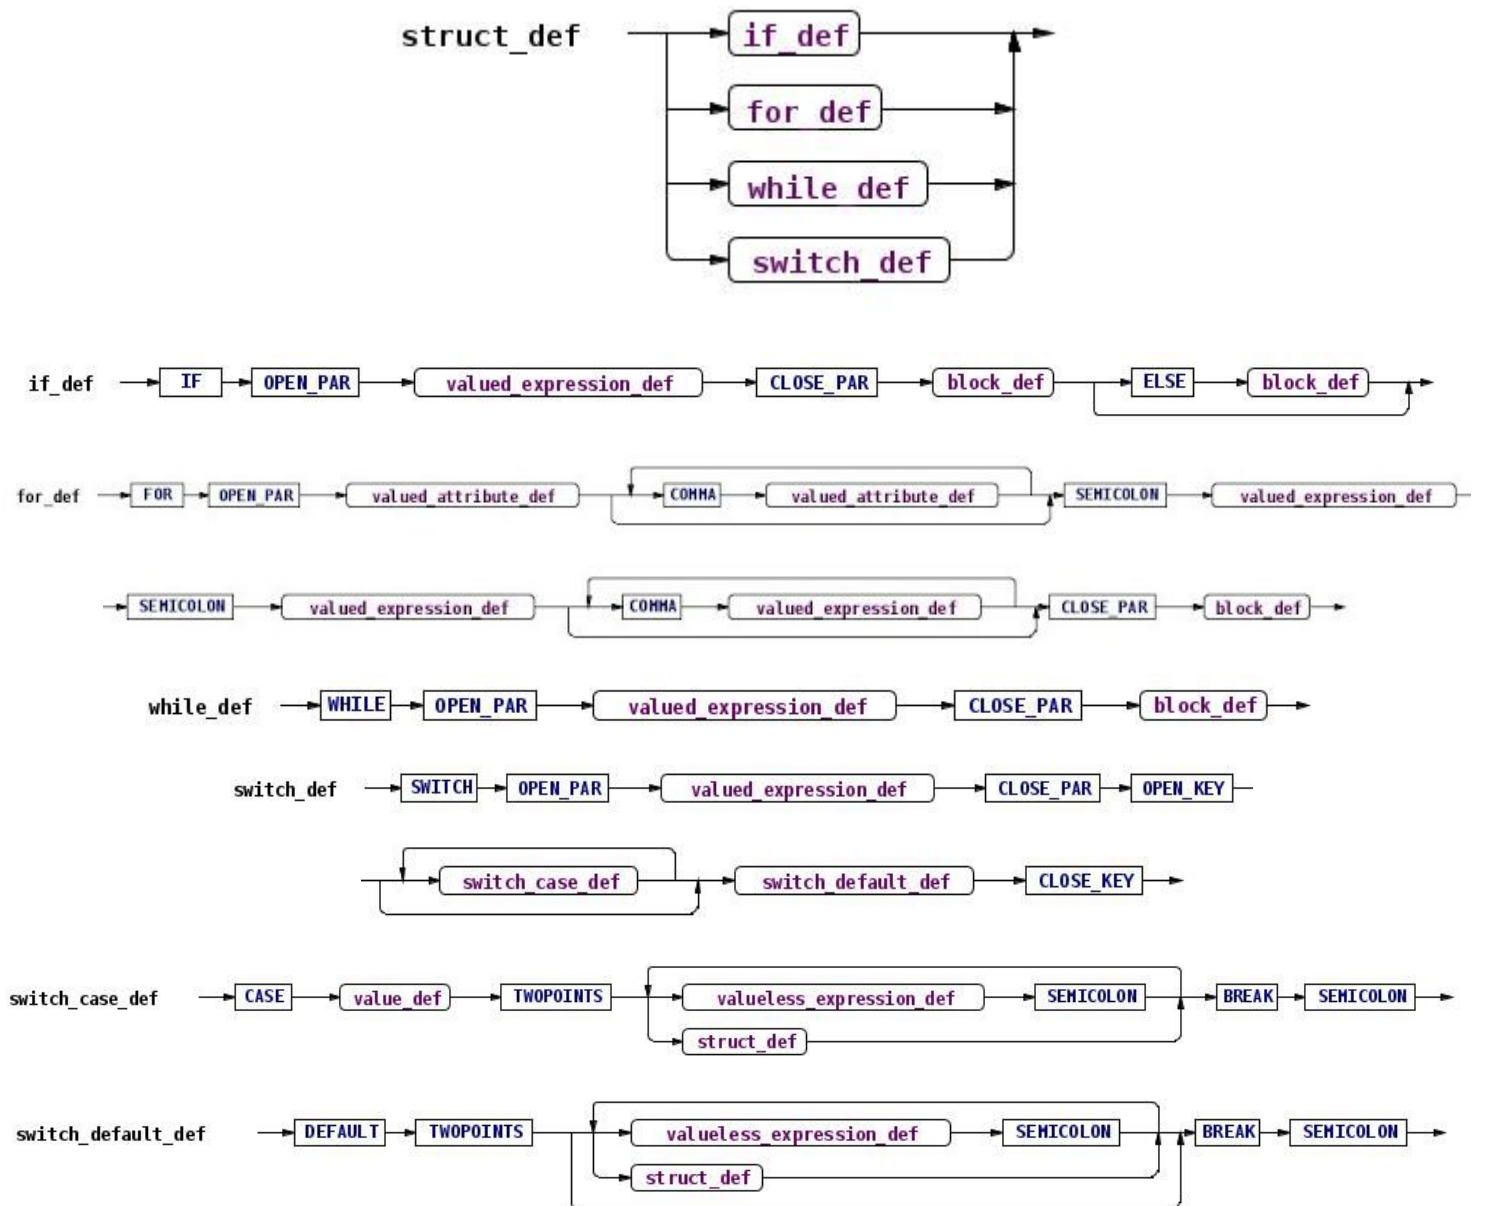 struct_def if_def
for_def
while_def
switch_def
if_def IF OPEN_PAR valued_expression_def CLOSE_PAR block_def ELSE block_def
for_def FOR OPEN_PAR valued_attribute_def COMMA valued_attribute_def SEMICOLON valued_expression_def
SEMICOLON valued_expression_def COMMA valued_expression_def CLOSE_PAR block_def
while_def WHILE OPEN_PAR valued_expression_def CLOSE_PAR block_def
switch_def SWITCH OPEN_PAR valued_expression_def CLOSE_PAR OPEN_KEY
switch_case_def switch_default_def CLOSE_KEY
switch_case_def CASE value_def TWOPOINTS valueless_expression_def SEMICOLON BREAK SEMICOLON
struct_def
switch_default_def DEFAULT TWOPOINTS valueless_expression_def SEMICOLON BREAK SEMICOLON
struct_def